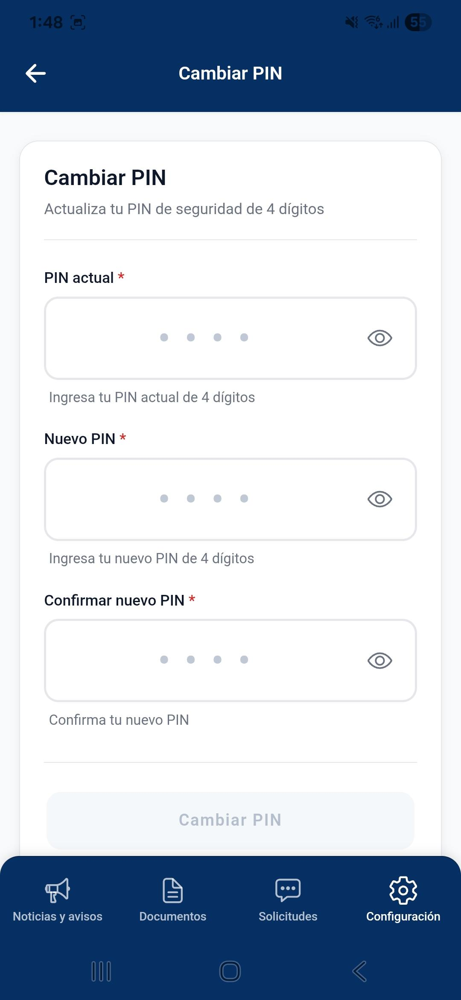 1:48
55
Cambiar PIN
Cambiar PIN
Actualiza tu PIN de seguridad de 4 dígitos
PIN actual *
Ingresa tu PIN actual de 4 dígitos
Nuevo PIN *
Ingresa tu nuevo PIN de 4 dígitos
Confirmar nuevo PIN *
Confirma tu nuevo PIN
Cambiar PIN
Noticias y avisos
Documentos
Solicitudes
Configuración